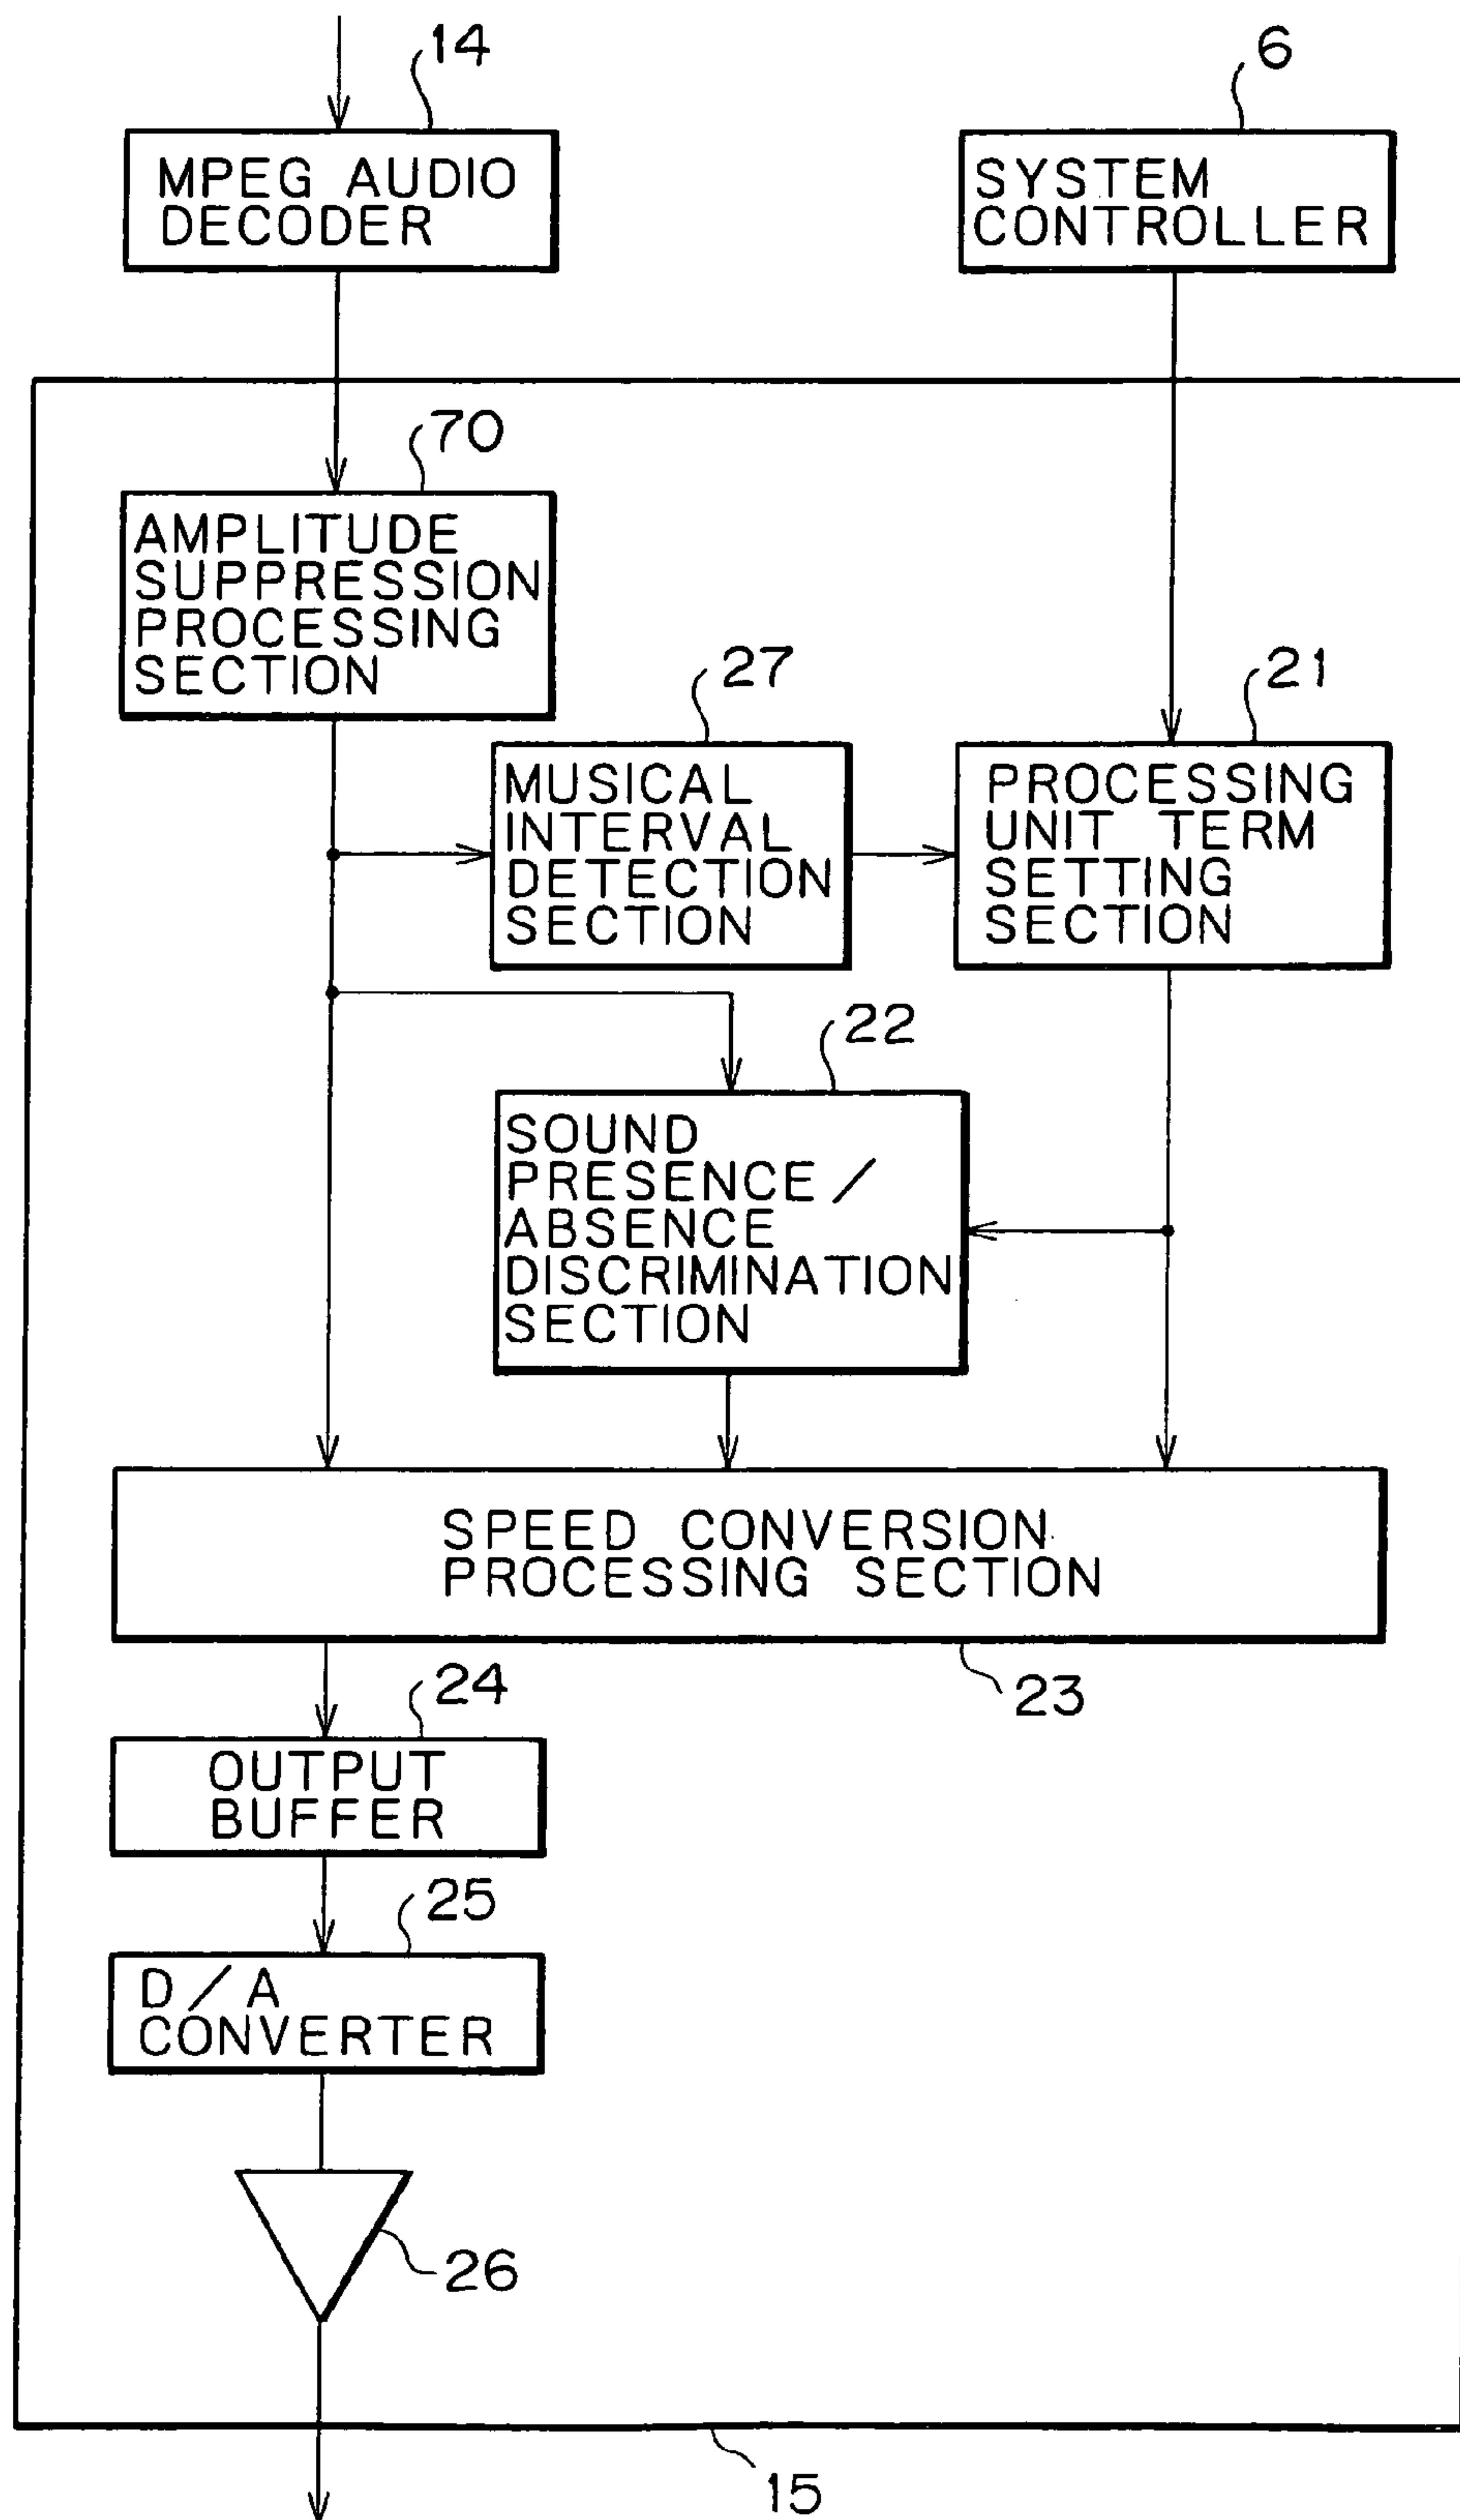 14
6
MPEG AUDIO
DECODER
SYSTEM
CONTROLLER
70
AMPLITUDE
SUPPRESSION
PROCESSING
SECTION
27
21
MUSICAL
INTERVAL
DETECTION
SECTION
PROCESSING
UNIT TERM
SETTING
SECTION
22
SOUND
PRESENCE/
ABSENCE
DISCRIMINATION
SECTION
SPEED CONVERSION
PROCESSING SECTION
23
24
OUTPUT
BUFFER
25
D/A
CONVERTER
26
15